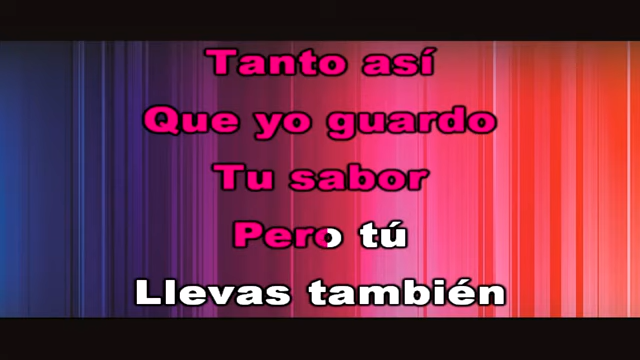 Tanto así
Que yo guardo
Tu sabor
Pero tú
Llevas también